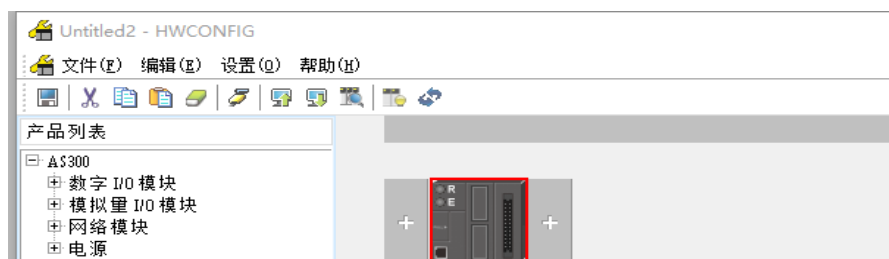 Untitled2 - HWCONFIG
文件(F) 编辑(E) 设置(O) 帮助(H)
产品列表
AS300
数字 I/O 模块
模拟量 I/O 模块
网络模块
电源
R
E